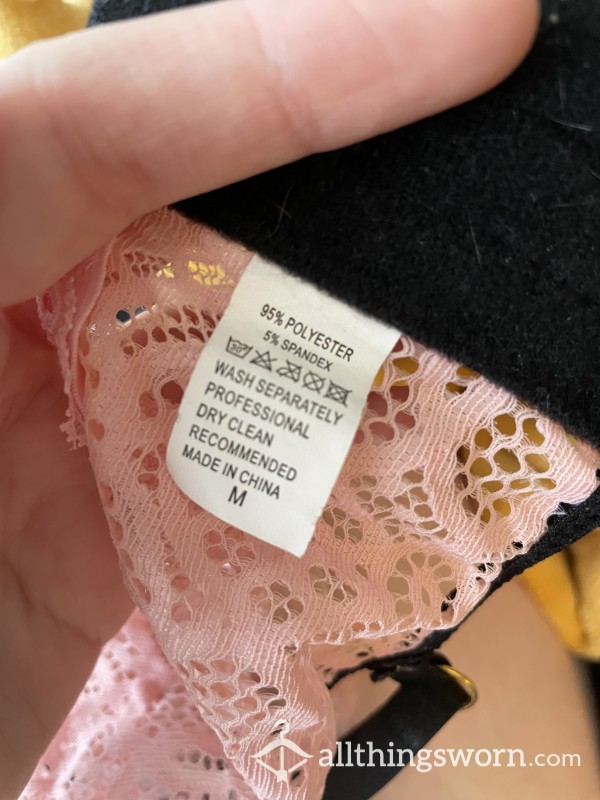 95% POLYESTER
5% SPANDEX
WASH SEPARATELY
PROFESSIONAL
DRY CLEAN
RECOMMENDED
MADE IN CHINA
M
allthingsworn.com